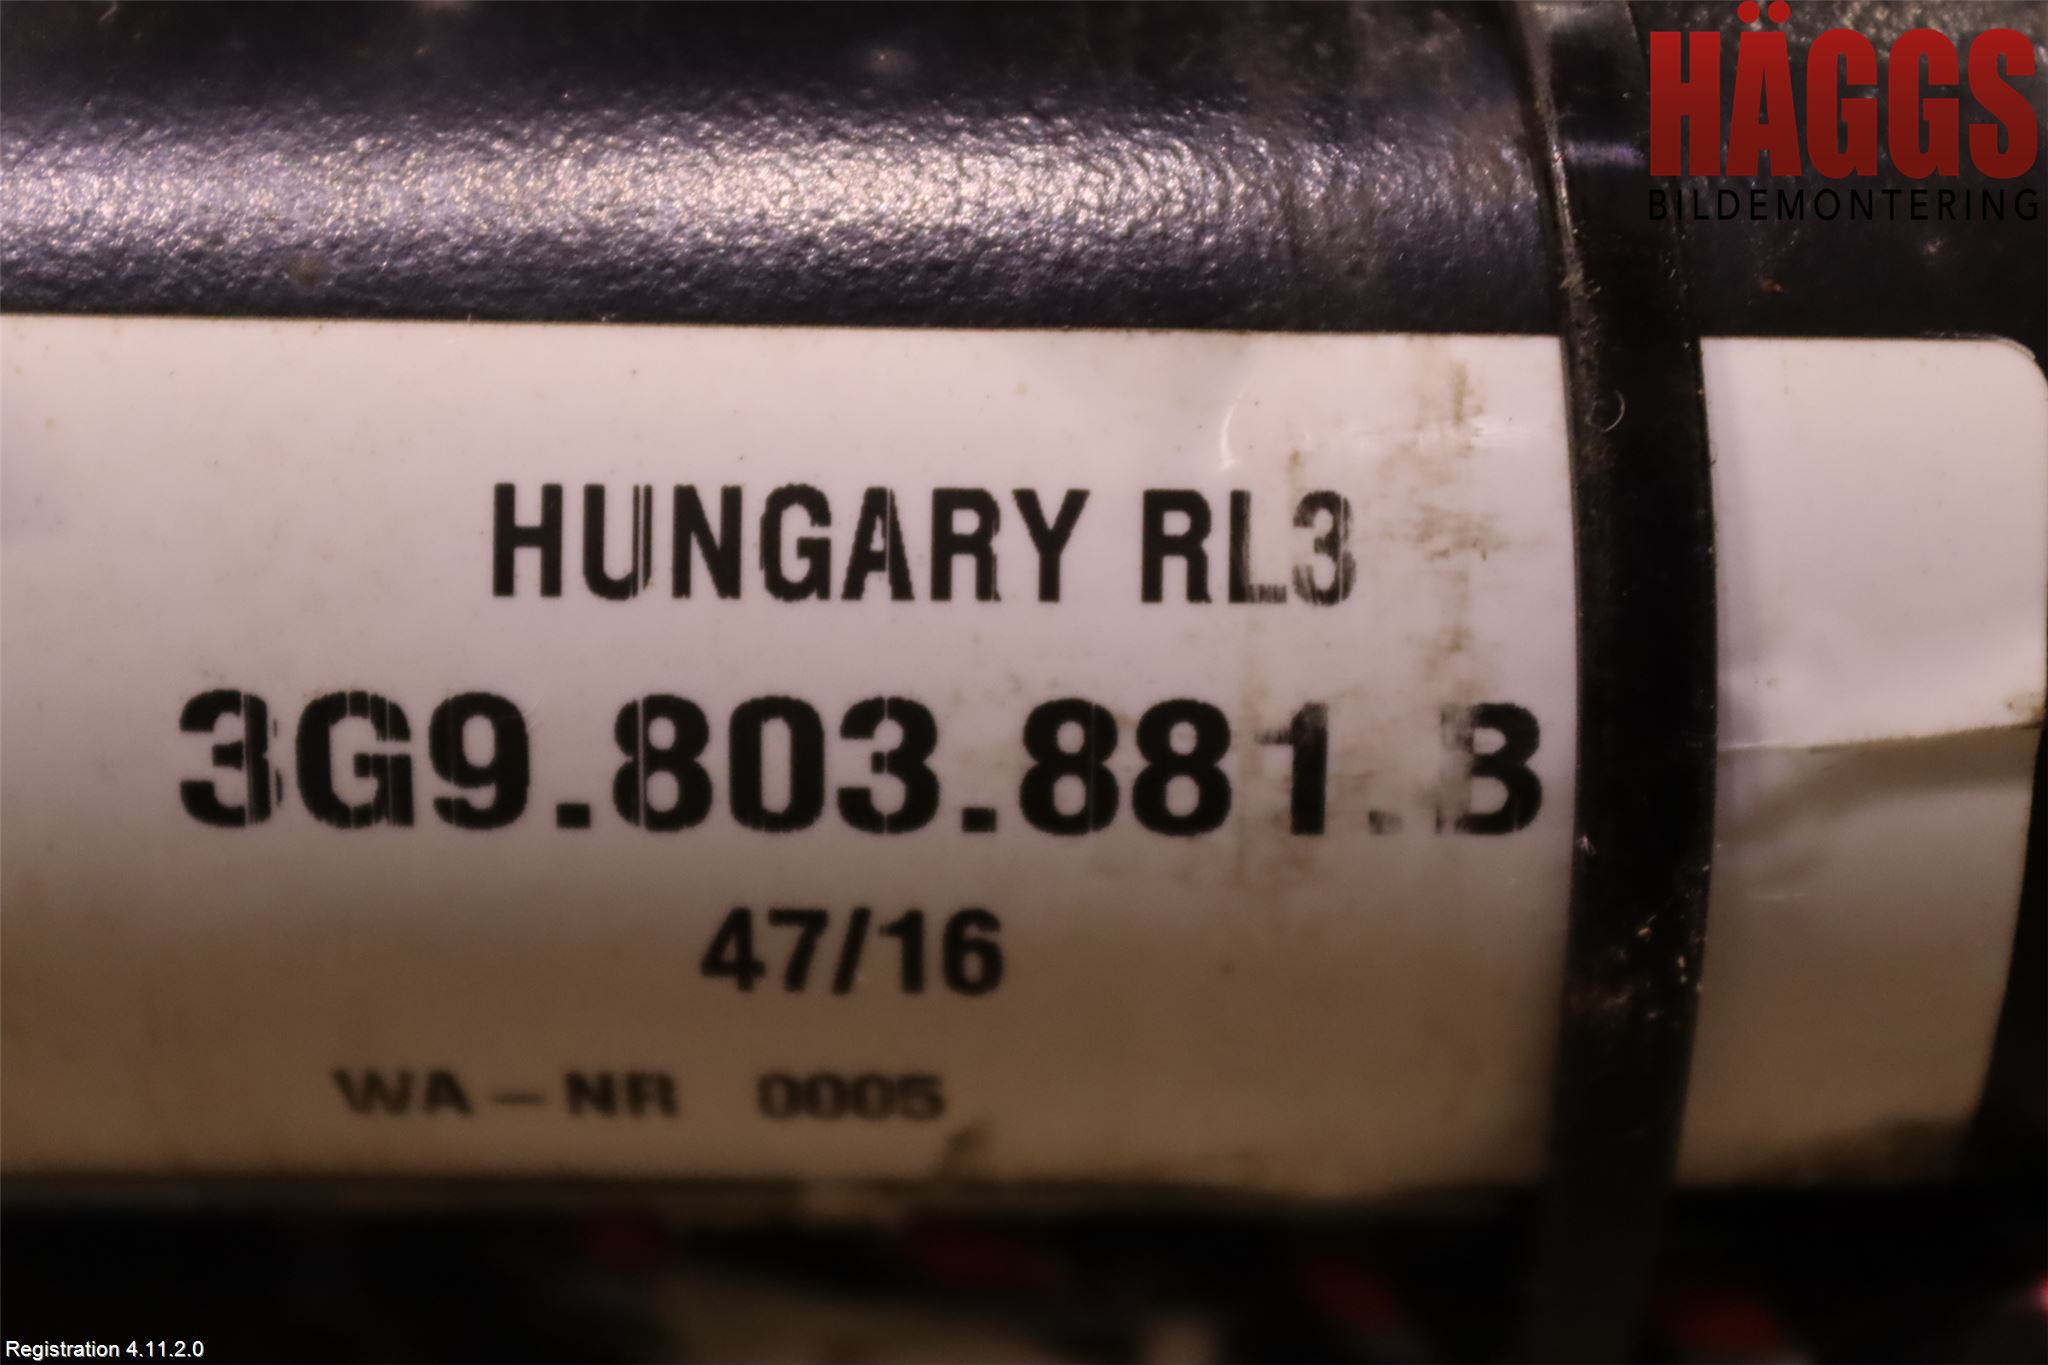 HÄGGS
BILDEMONTERING
HUNGARY RL3
3G9.803.881.B
47/16
WA-NR 0005
Registration 4.11.2.0